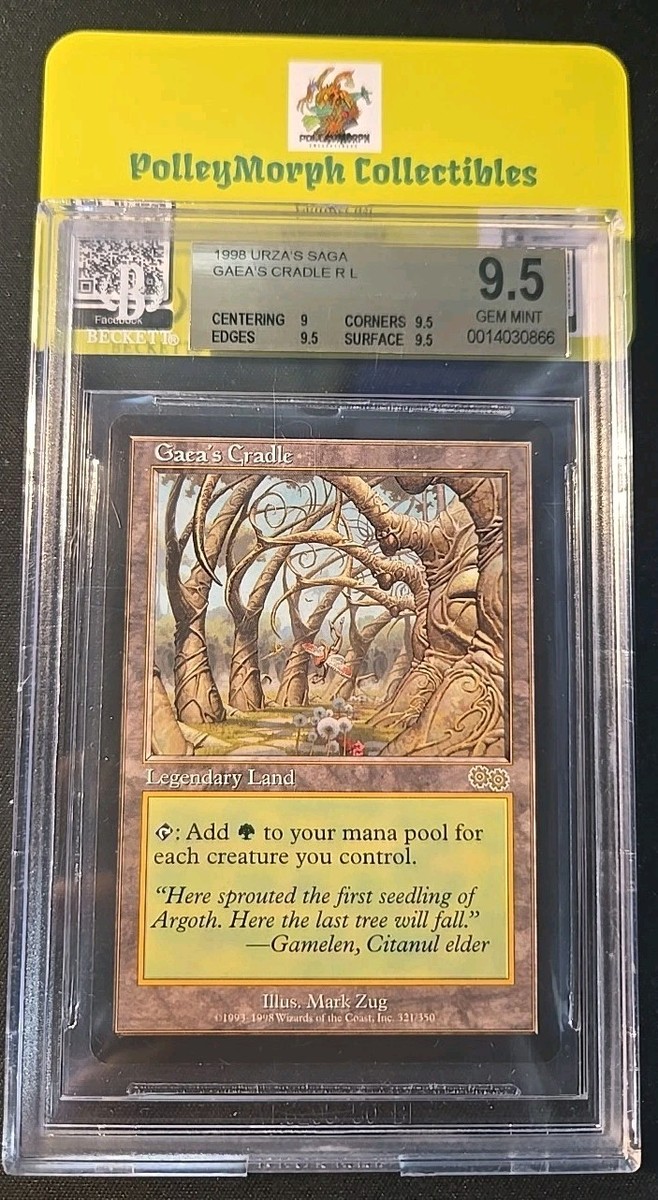 POLLEYMORPH
PolleyMorph Collectibles
1998 URZA'S SAGA
GAEA'S CRADLE R L
9.5
GEM MINT
0014030866
CENTERING 9 CORNERS 9.5
EDGES 9.5 SURFACE 9.5
Facebook
BECKETT®
Gaea's Cradle
Legendary Land
: Add to your mana pool for
each creature you control.
“Here sprouted the first seedling of
Argoth. Here the last tree will fall.”
—Gamelen, Citanul elder
Illus. Mark Zug
©1993-1998 Wizards of the Coast, Inc. 321/350